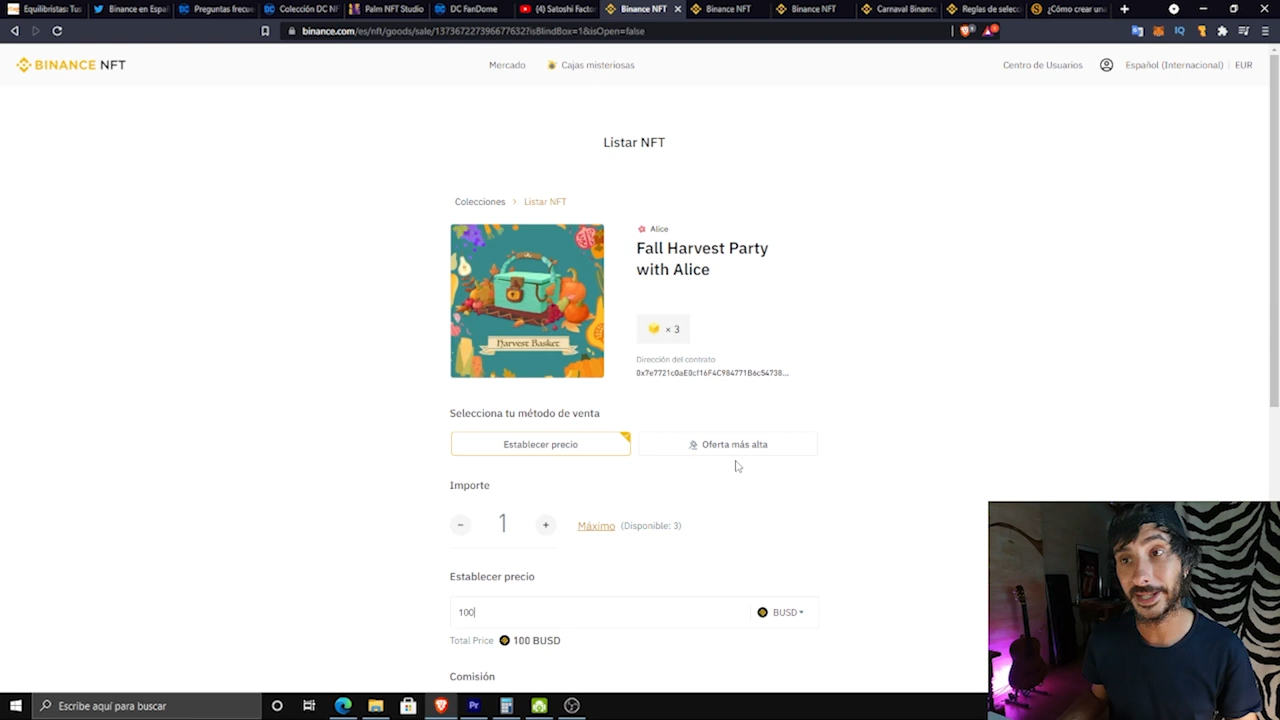 Equilibristas: Tus
Binance en Espa
Preguntas frecue
Colección DC NF
Palm NFT Studio
DC FanDome
(4) Satoshi Factor
Binance NFT
Binance NFT
Binance NFT
Carnaval Binance
Reglas de selecc
¿Cómo crear una
binance.com/es/nft/goods/sale/137367227396677632?isBlindBox=1&isOpen=false
BINANCE NFT
Mercado
Cajas misteriosas
Centro de Usuarios
Español (Internacional)
EUR
Listar NFT
Colecciones > Listar NFT
Alice
Fall Harvest Party
with Alice
Harvest Basket
× 3
Dirección del contrato
0x7e7721c0aE0cf16F4C984771B6c54738...
Selecciona tu método de venta
Establecer precio
Oferta más alta
Importe
- 1 +
Máximo (Disponible: 3)
Establecer precio
100
BUSD
Total Price 100 BUSD
Comisión
Escribe aquí para buscar